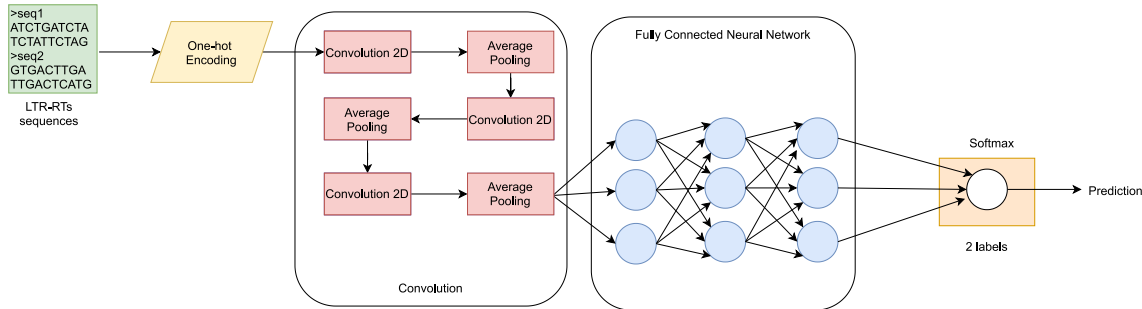 >seq1
ATCTGATCTA
TCTATTCTAG
>seq2
GTGACTTGA
TTGACTCATG
LTR-RTs
sequences
One-hot
Encoding
Convolution 2D
Average
Pooling
Average
Pooling
Convolution 2D
Convolution 2D
Average
Pooling
Convolution
Fully Connected Neural Network
Softmax
2 labels
Prediction